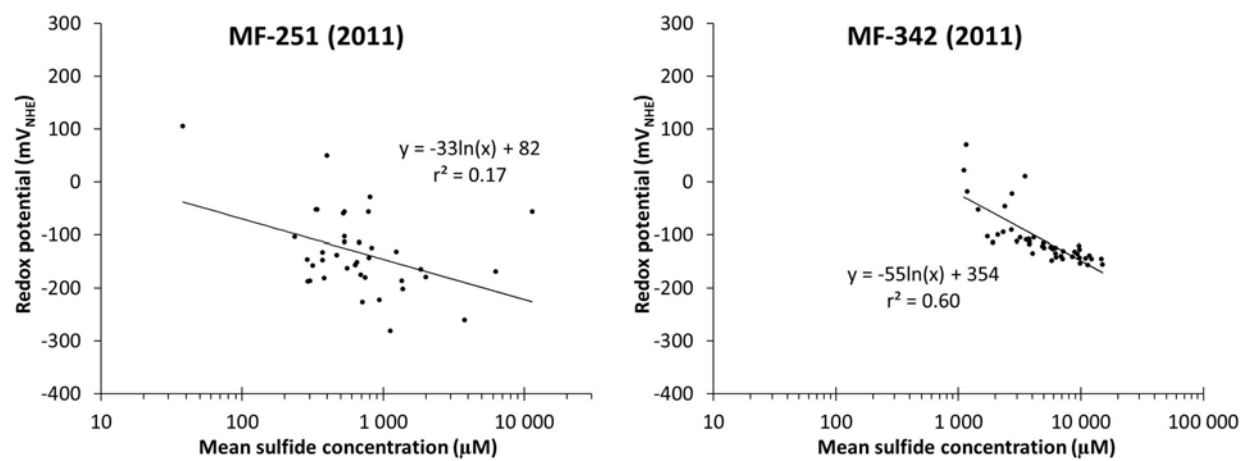 MF-251 (2011)
300
200
100
0
-100
-200
-300
-400
Redox potential (mV_NHE)
y = -33ln(x) + 82
r² = 0.17
10
100
1 000
10 000
Mean sulfide concentration (µM)
MF-342 (2011)
300
200
100
0
-100
-200
-300
-400
Redox potential (mV_NHE)
y = -55ln(x) + 354
r² = 0.60
10
100
1 000
10 000
100 000
Mean sulfide concentration (µM)